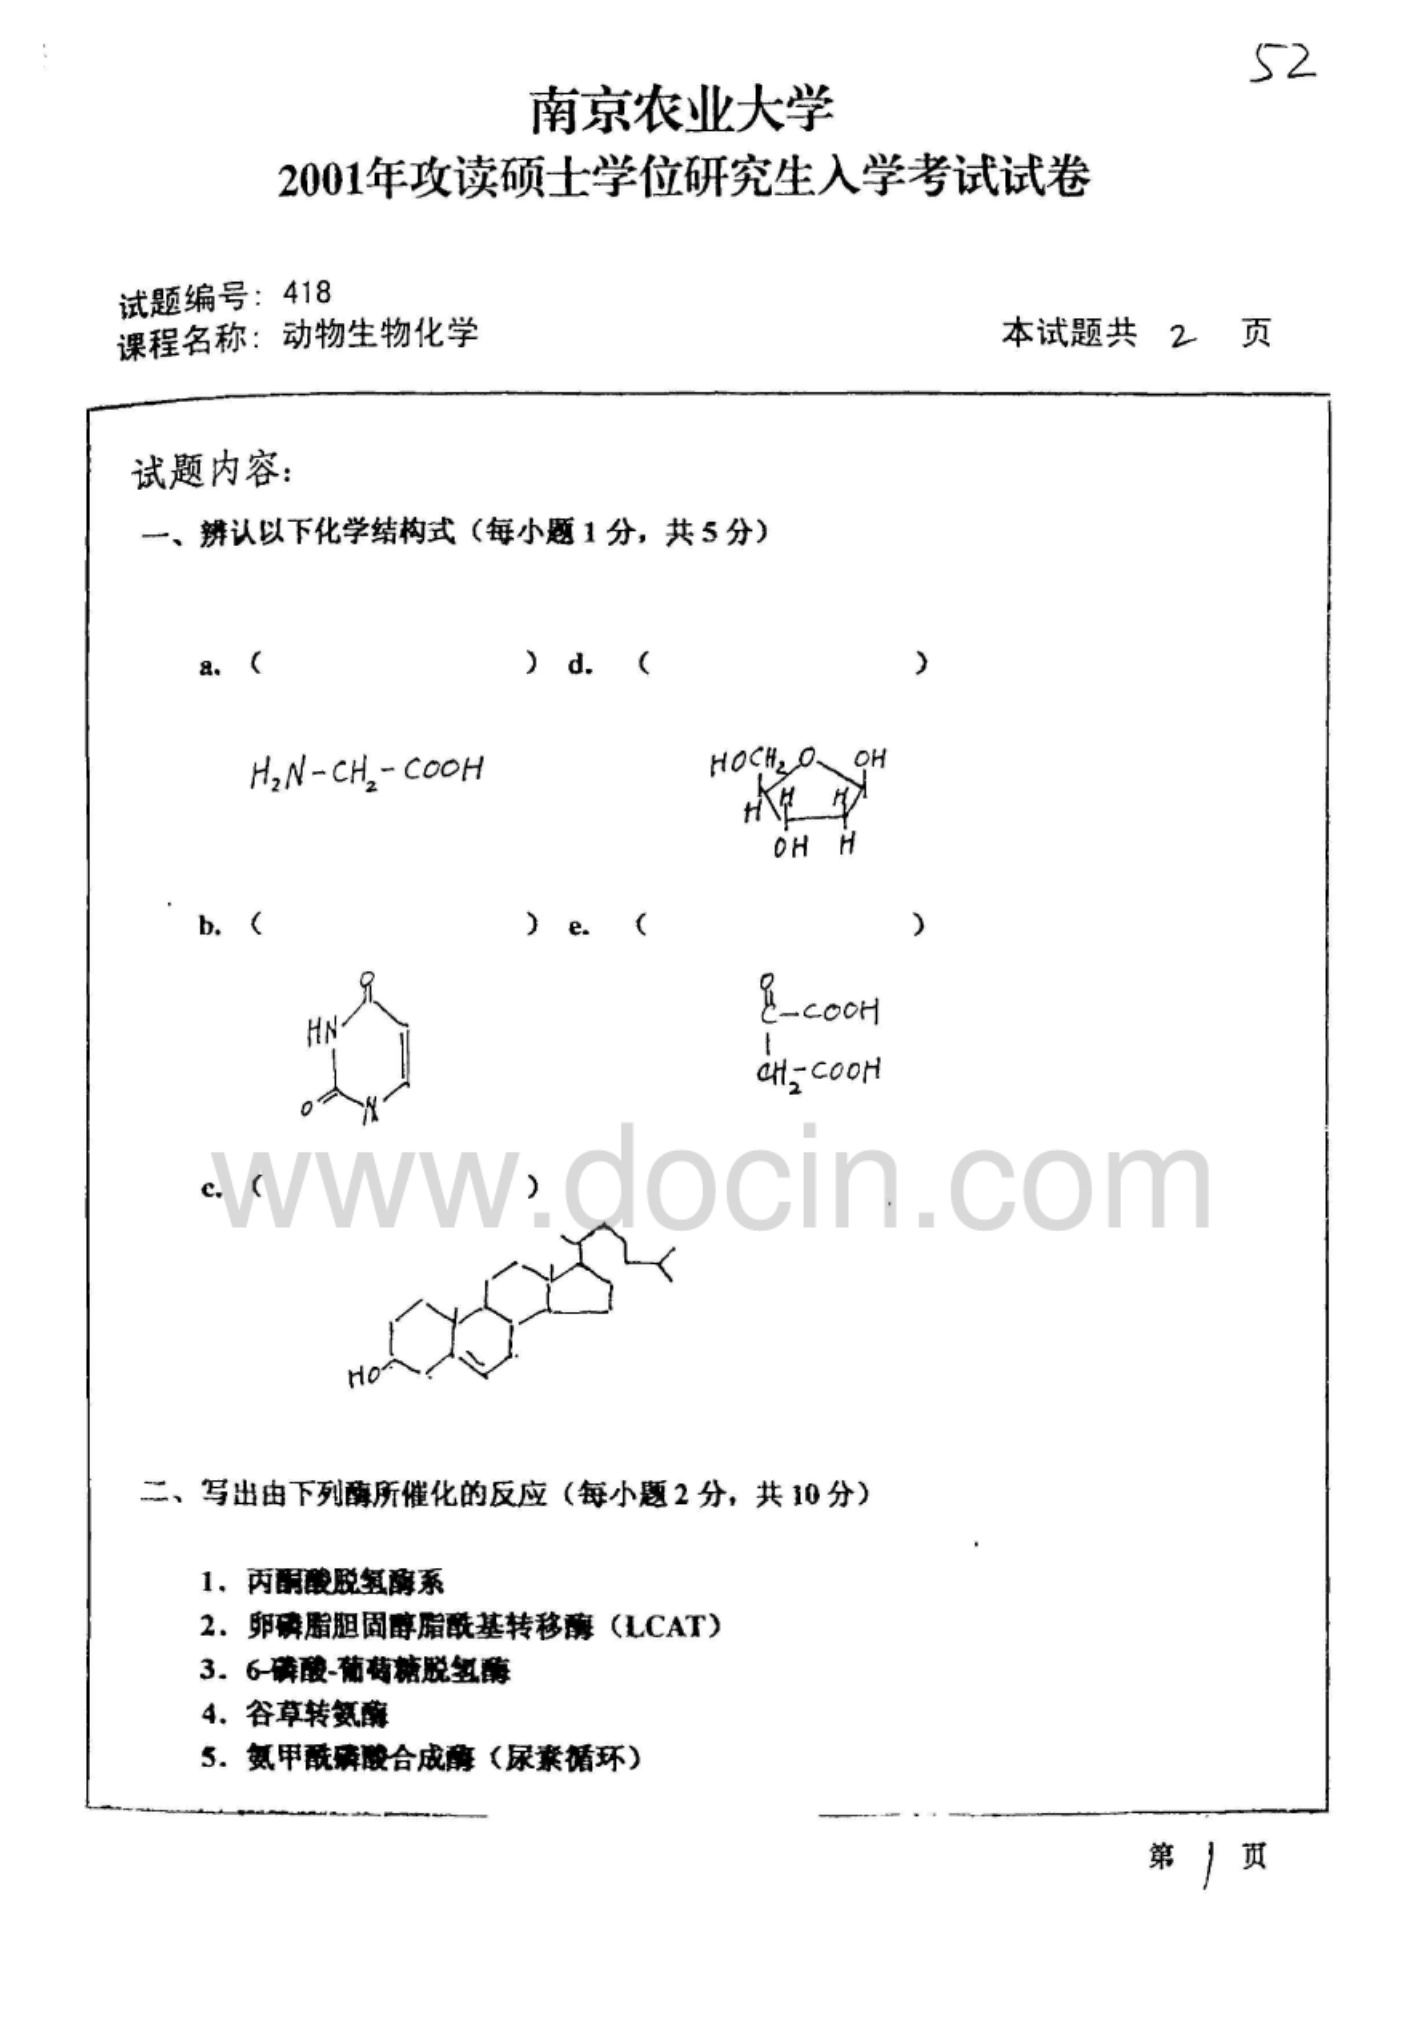 52
南京农业大学
2001年攻读硕士学位研究生入学考试试卷
试题编号: 418
课程名称: 动物生物化学
本试题共 2 页
试题内容:
一、辨认以下化学结构式（每小题1分，共5分）
a.（ ） d. （ ）
H₂N-CH₂-COOH
HOCH₂ O OH
H H H
OH H
b.（ ） e. （ ）
O
HN
O N
O
C-COOH
CH₂-COOH
c.（ ）
www.docin.com
HO
二、写出由下列酶所催化的反应（每小题2分，共10分）
1．丙酮酸脱氢酶系
2．卵磷脂胆固醇脂酰基转移酶（LCAT）
3．6-磷酸-葡萄糖脱氢酶
4．谷草转氨酶
5．氨甲酰磷酸合成酶（尿素循环）
第 1 页